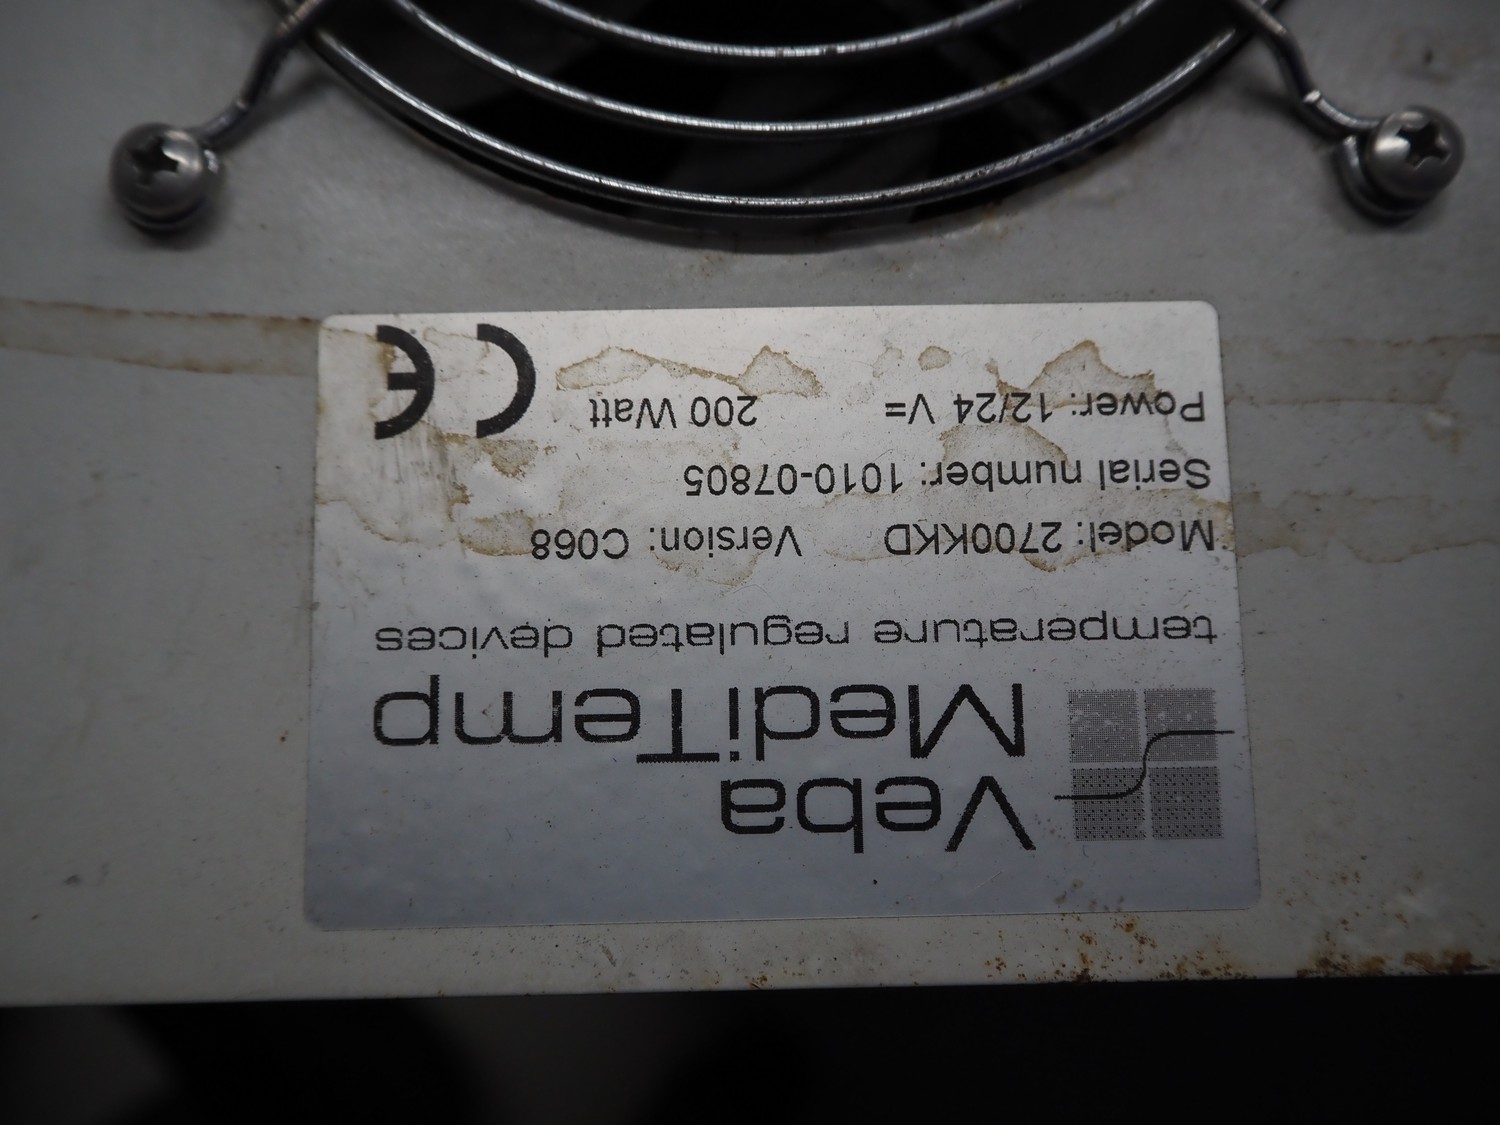 Veba
MediTemp
temperature regulated devices
Model: 2700KKD Version: C068
Serial number: 1010-07805
Power: 12/24 V= 200 Watt
CE